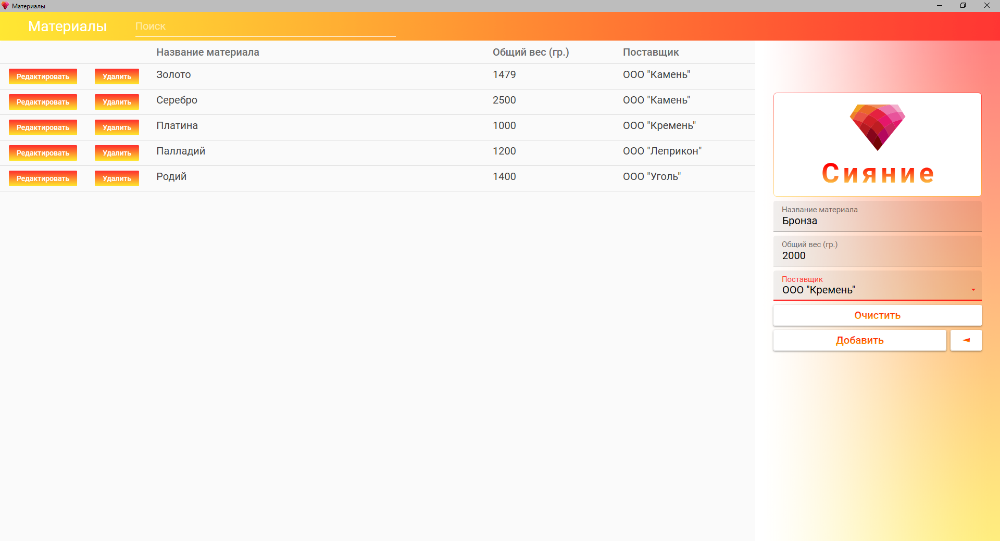 Материалы
Материалы
Поиск
Название материала Общий вес (гр.) Поставщик
Редактировать Удалить Золото 1479 ООО "Камень"
Редактировать Удалить Серебро 2500 ООО "Камень"
Редактировать Удалить Платина 1000 ООО "Кремень"
Редактировать Удалить Палладий 1200 ООО "Леприкон"
Редактировать Удалить Родий 1400 ООО "Уголь"
Сияние
Название материала
Бронза
Общий вес (гр.)
2000
Поставщик
ООО "Кремень"
Очистить
Добавить